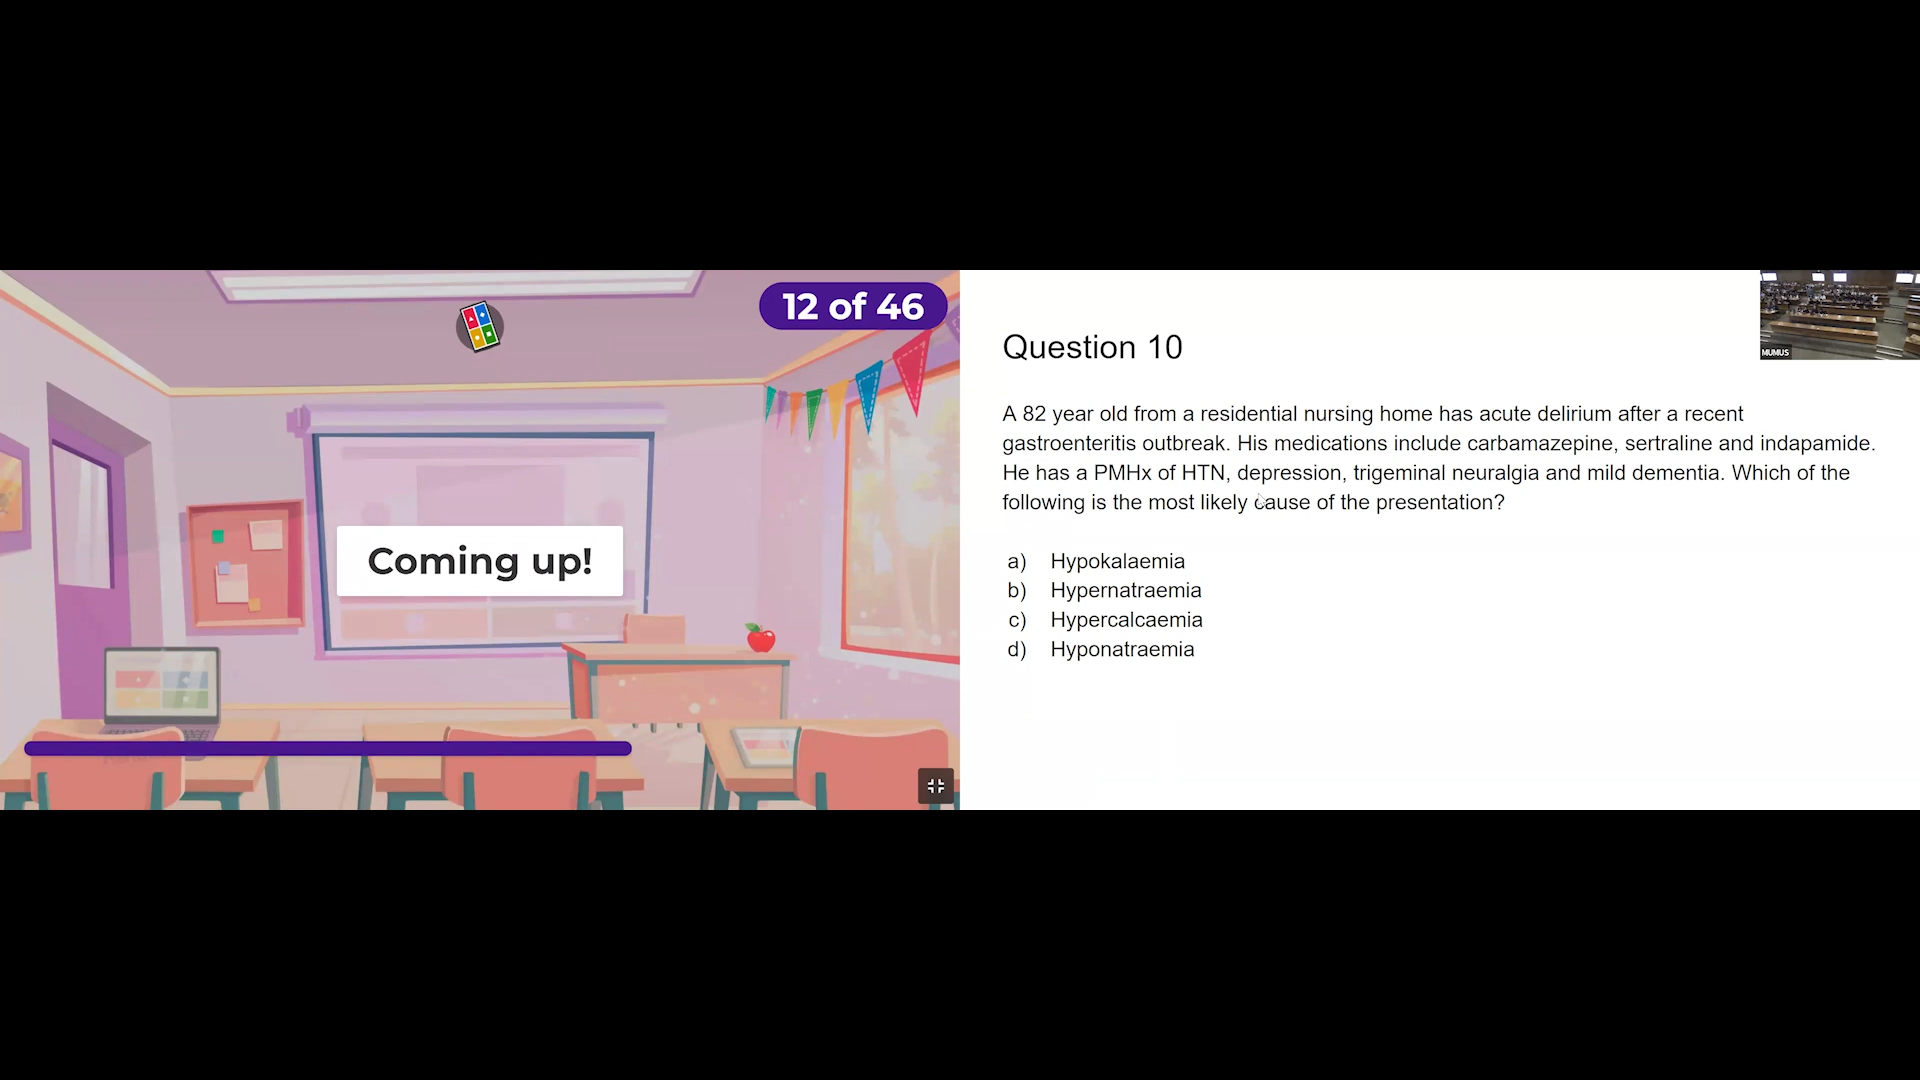 12 of 46
Coming up!
MUMUS
Question 10
A 82 year old from a residential nursing home has acute delirium after a recent
gastroenteritis outbreak. His medications include carbamazepine, sertraline and indapamide.
He has a PMHx of HTN, depression, trigeminal neuralgia and mild dementia. Which of the
following is the most likely cause of the presentation?
a) Hypokalaemia
b) Hypernatraemia
c) Hypercalcaemia
d) Hyponatraemia